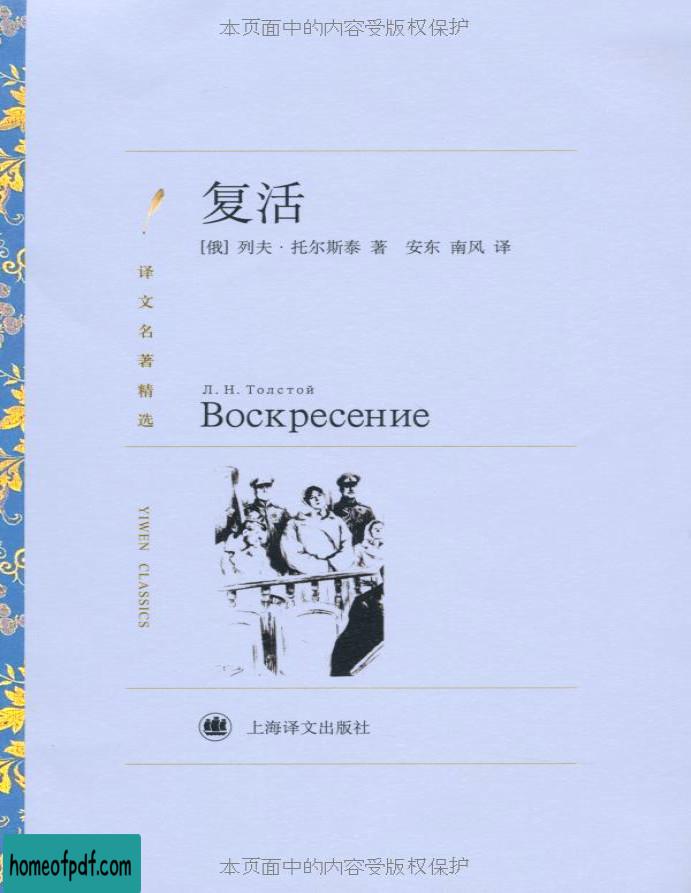 本页面中的内容受版权保护
复活
[俄] 列夫·托尔斯泰 著 安东 南风 译
译文名著精选
Л. Н. Толстой
Воскресение
YIWEN CLASSICS
上海译文出版社
homeofpdf.com
本页面中的内容受版权保护